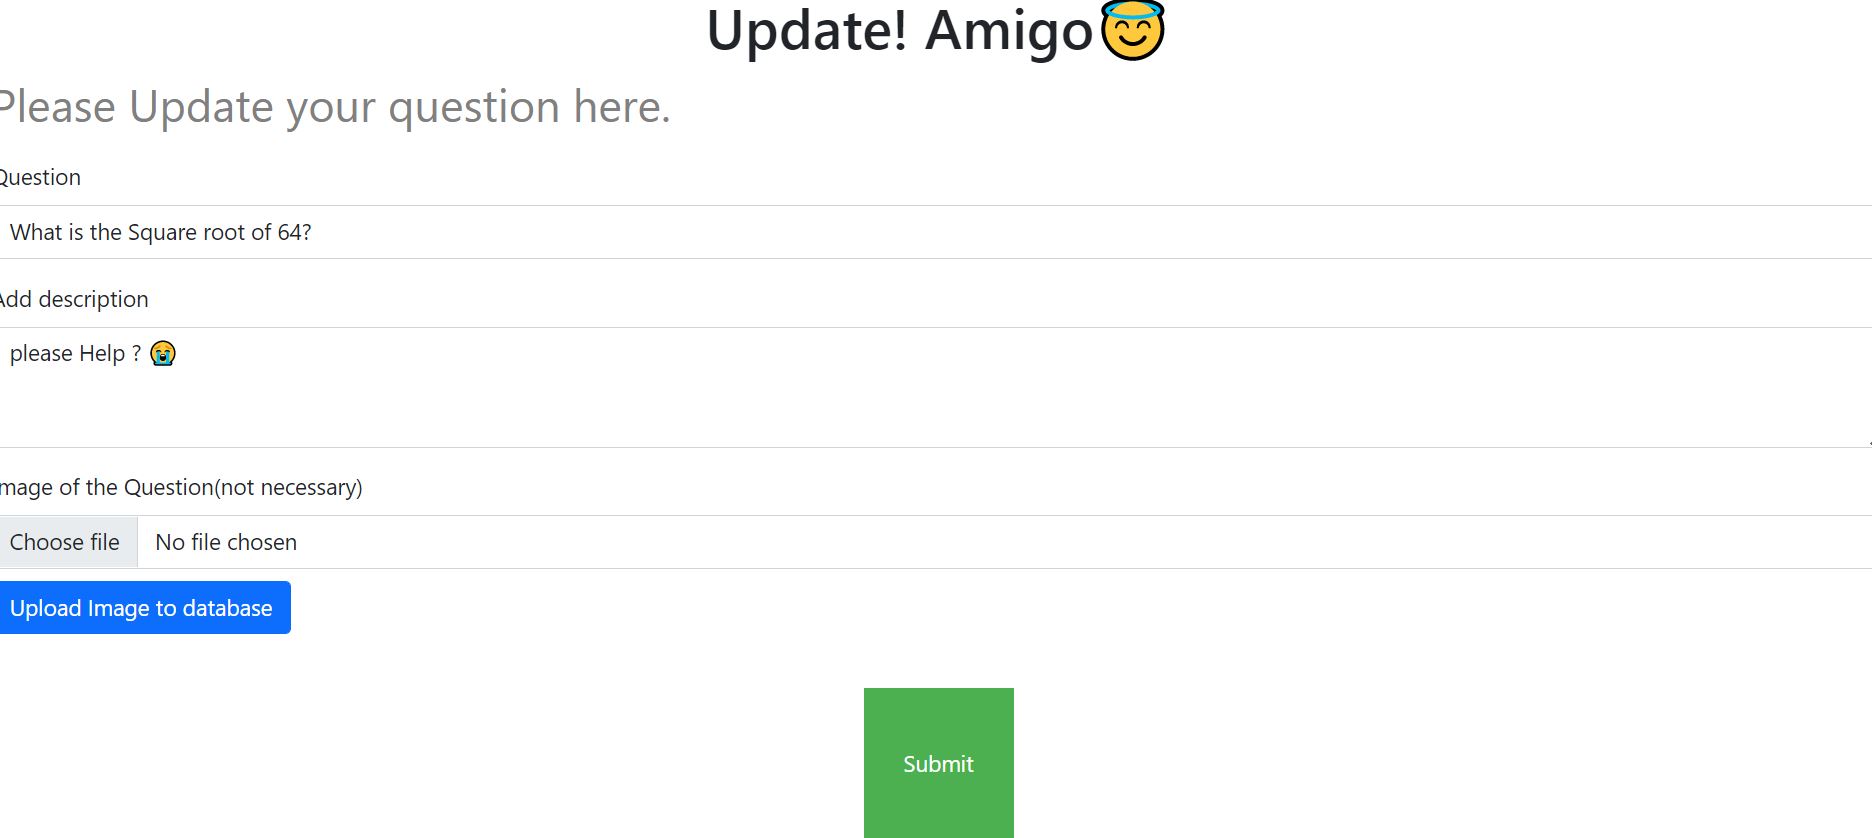 Update! Amigo😇
Please Update your question here.
Question
What is the Square root of 64?
Add description
please Help ? 😭
Image of the Question(not necessary)
Choose file No file chosen
Upload Image to database
Submit